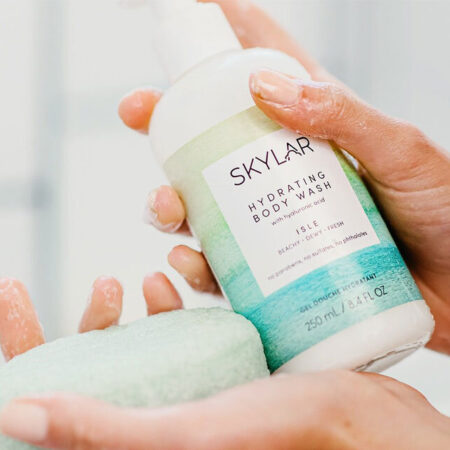 SKYLAR
HYDRATING
BODY WASH
with hyaluronic acid
ISLE
BEACHY • DEWY • FRESH
no parabens, no sulfates, no phthalates
GEL DOUCHE HYDRATANT
250 mL / 8.4 FL OZ